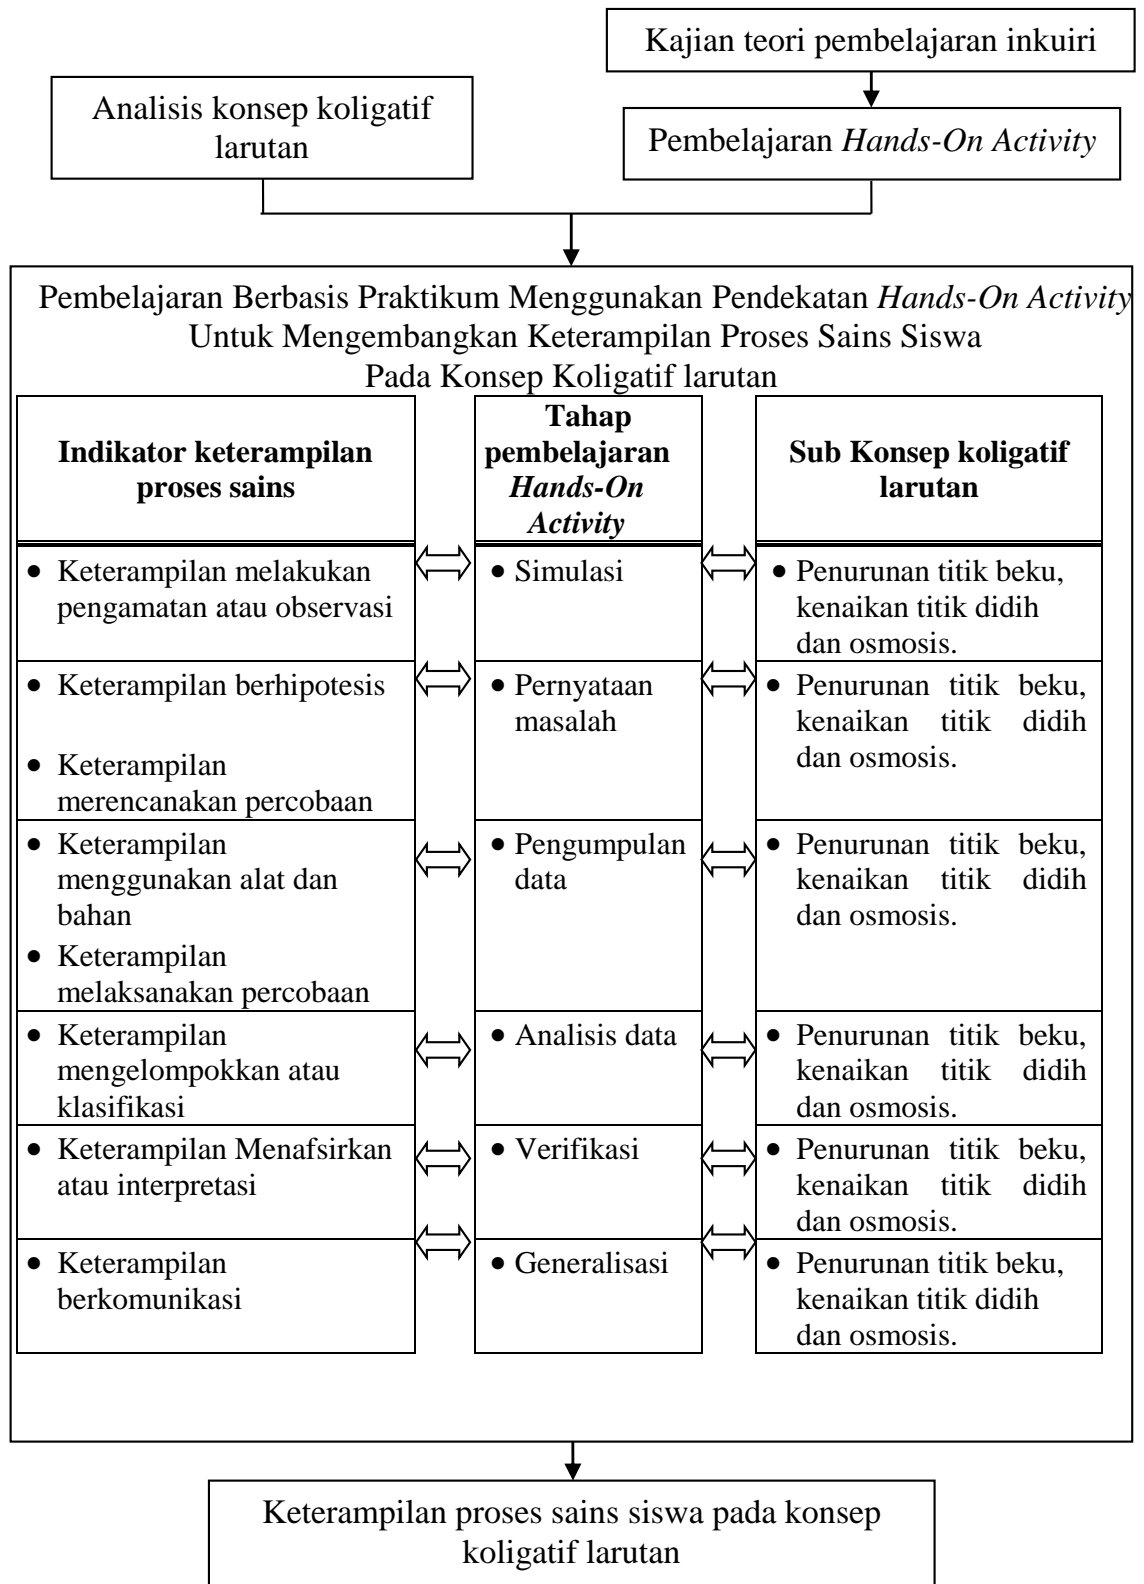 Kajian teori pembelajaran inkuiri
Analisis konsep koligatif
larutan
Pembelajaran Hands-On Activity
Pembelajaran Berbasis Praktikum Menggunakan Pendekatan Hands-On Activity
Untuk Mengembangkan Keterampilan Proses Sains Siswa
Pada Konsep Koligatif larutan
Indikator keterampilan
proses sains
Tahap
pembelajaran
Hands-On
Activity
Sub Konsep koligatif
larutan
• Keterampilan melakukan
pengamatan atau observasi
• Simulasi
• Penurunan titik beku,
kenaikan titik didih
dan osmosis.
• Keterampilan berhipotesis
• Keterampilan
merencanakan percobaan
• Pernyataan
masalah
• Penurunan titik beku,
kenaikan titik didih
dan osmosis.
• Keterampilan
menggunakan alat dan
bahan
• Keterampilan
melaksanakan percobaan
• Pengumpulan
data
• Penurunan titik beku,
kenaikan titik didih
dan osmosis.
• Keterampilan
mengelompokkan atau
klasifikasi
• Analisis data
• Penurunan titik beku,
kenaikan titik didih
dan osmosis.
• Keterampilan Menafsirkan
atau interpretasi
• Verifikasi
• Penurunan titik beku,
kenaikan titik didih
dan osmosis.
• Keterampilan
berkomunikasi
• Generalisasi
• Penurunan titik beku,
kenaikan titik didih
dan osmosis.
Keterampilan proses sains siswa pada konsep
koligatif larutan